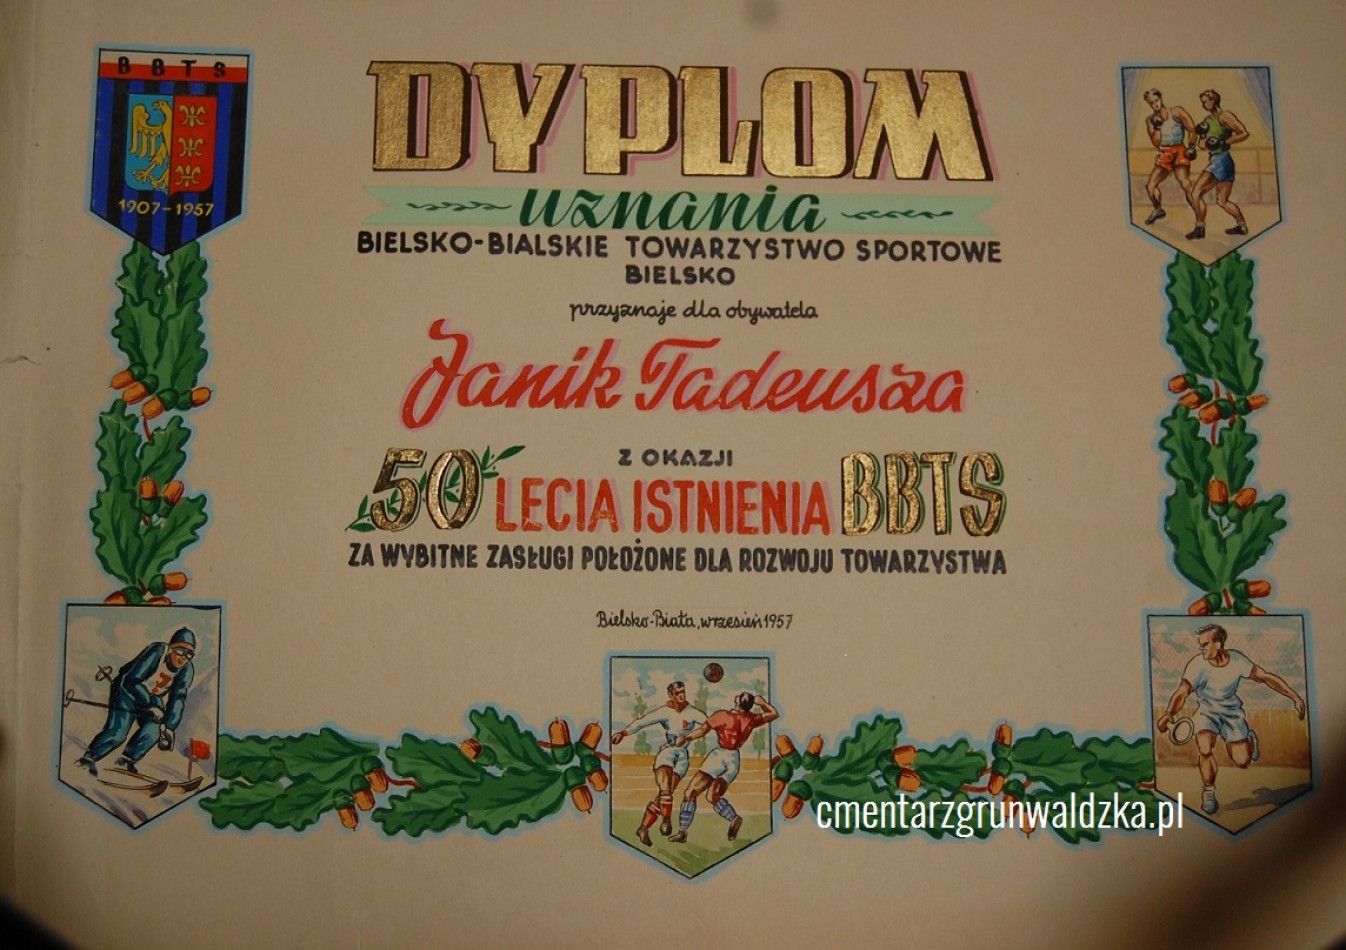 BBTS
1907-1957
DYPLOM
uznania
BIELSKO-BIALSKIE TOWARZYSTWO SPORTOWE
BIELSKO
przyznaje dla obywatela
Janik Tadeusza
Z OKAZJI
50 LECIA ISTNIENIA BBTS
ZA WYBITNE ZASŁUGI POŁOŻONE DLA ROZWOJU TOWARZYSTWA
Bielsko-Biała, wrzesień 1957
cmentarzgrunwaldzka.pl